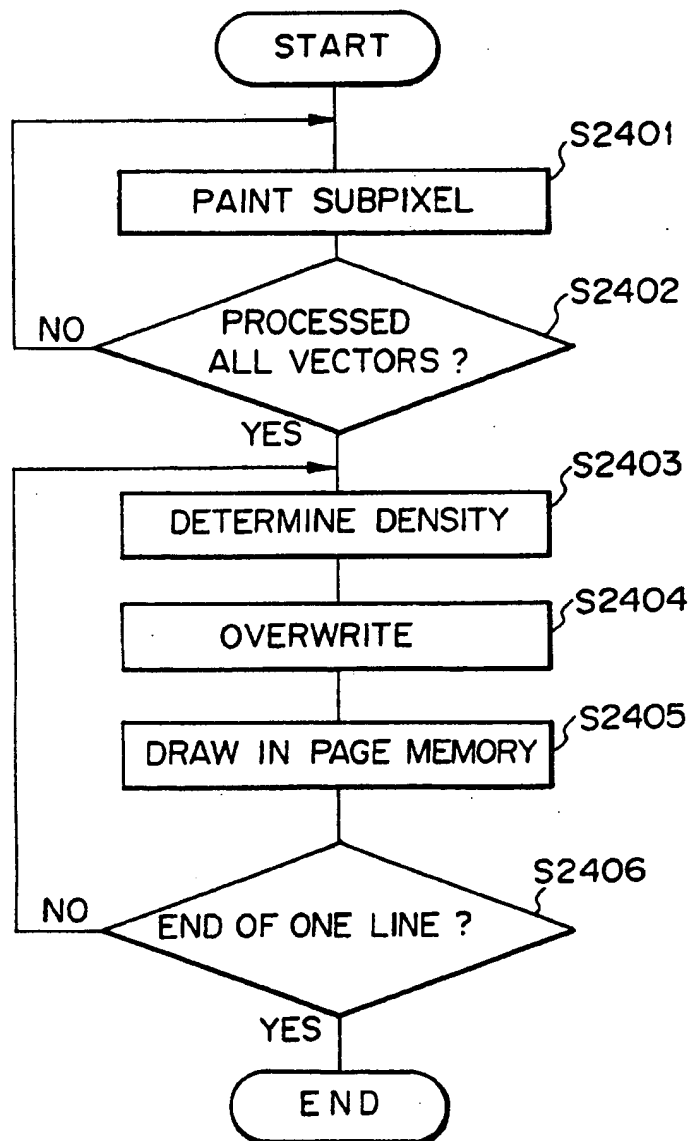 START
S2401
PAINT SUBPIXEL
S2402
PROCESSED
ALL VECTORS ?
NO
YES
S2403
DETERMINE DENSITY
S2404
OVERWRITE
S2405
DRAW IN PAGE MEMORY
S2406
END OF ONE LINE ?
NO
YES
END